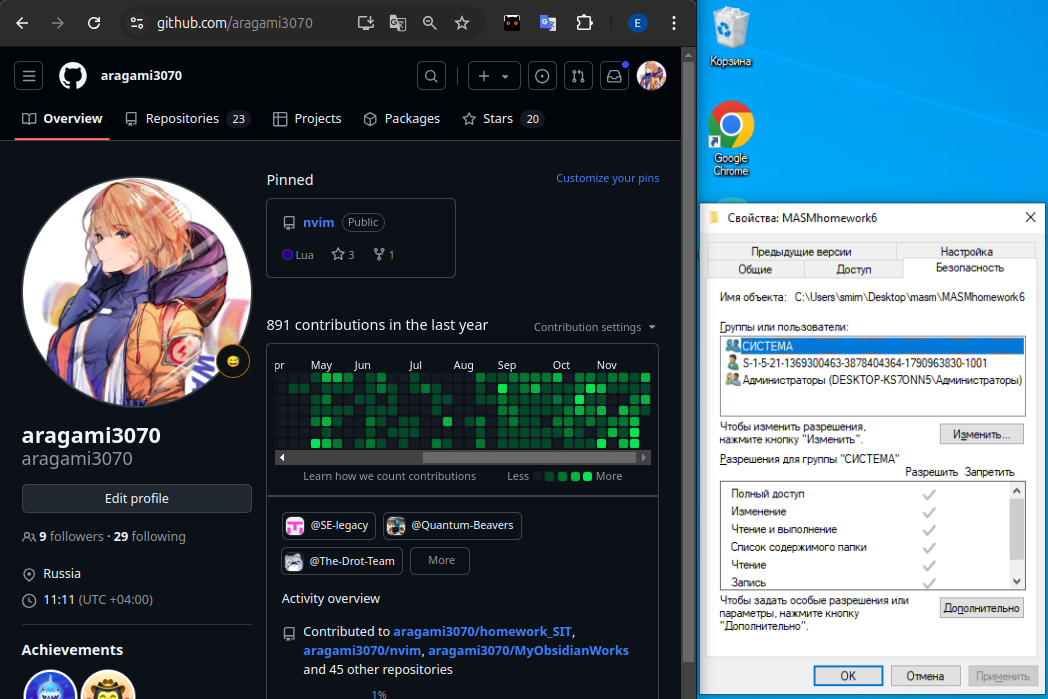 github.com/aragami3070
E
aragami3070
Overview
Repositories 23
Projects
Packages
Stars 20
Pinned
Customize your pins
nvim Public
Lua 3 1
891 contributions in the last year
Contribution settings
pr May Jun Jul Aug Sep Oct Nov
Learn how we count contributions
Less More
aragami3070
aragami3070
Edit profile
9 followers · 29 following
Russia
11:11 (UTC +04:00)
Achievements
@SE-legacy
@Quantum-Beavers
@The-Drot-Team
More
Activity overview
Contributed to aragami3070/homework_SIT,
aragami3070/nvim, aragami3070/MyObsidianWorks
and 45 other repositories
1%
Корзина
Google
Chrome
Свойства: MASMhomework6
Предыдущие версии
Настройка
Общие
Доступ
Безопасность
Имя объекта: C:\Users\smirn\Desktop\masm\MASMhomework6
Группы или пользователи:
СИСТЕМА
S-1-5-21-1369300463-3878404364-1790963830-1001
Администраторы (DESKTOP-KS7ONN5\Администраторы)
Чтобы изменить разрешения,
нажмите кнопку "Изменить".
Изменить...
Разрешения для группы "СИСТЕМА"
Разрешить Запретить
Полный доступ
Изменение
Чтение и выполнение
Список содержимого папки
Чтение
Запись
Чтобы задать особые разрешения или
параметры, нажмите кнопку
"Дополнительно".
Дополнительно
OK
Отмена
Применить